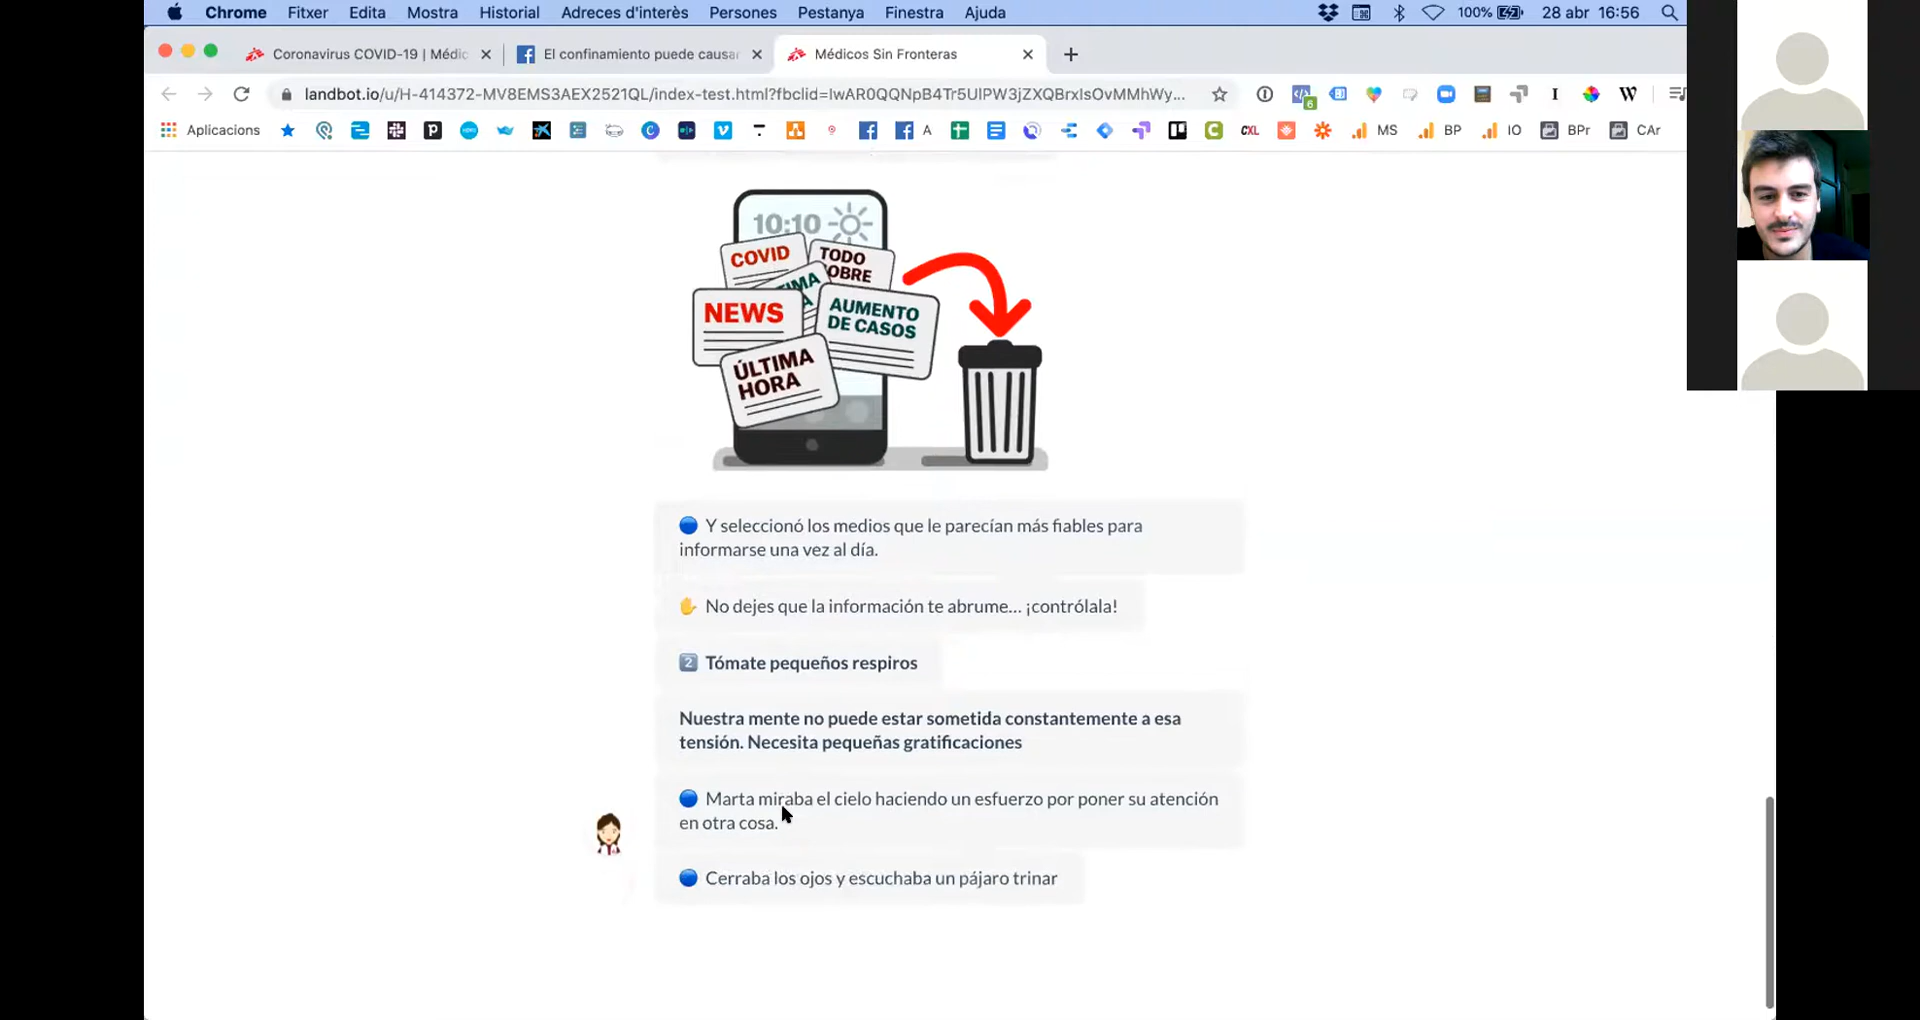 Chrome Fitxer Edita Mostra Historial Adreces d'interès Persones Pestanya Finestra Ajuda 100% 28 abr 16:56
Coronavirus COVID-19 | Médic El confinamiento puede causa Médicos Sin Fronteras
landbot.io/u/H-414372-MV8EMS3AEX2521QL/index-test.html?fbclid=IwAR0QQNpB4Tr5UIPW3jZXQBrxIsOvMMhWy...
Aplicacions A CXL MS BP IO BPr CAr
10:10
COVID
TODO
OBRE
NEWS
AUMENTO
DE CASOS
ÚLTIMA
HORA
Y seleccionó los medios que le parecían más fiables para
informarse una vez al día.
No dejes que la información te abrume... ¡contrólala!
2 Tómate pequeños respiros
Nuestra mente no puede estar sometida constantemente a esa
tensión. Necesita pequeñas gratificaciones
Marta miraba el cielo haciendo un esfuerzo por poner su atención
en otra cosa.
Cerraba los ojos y escuchaba un pájaro trinar